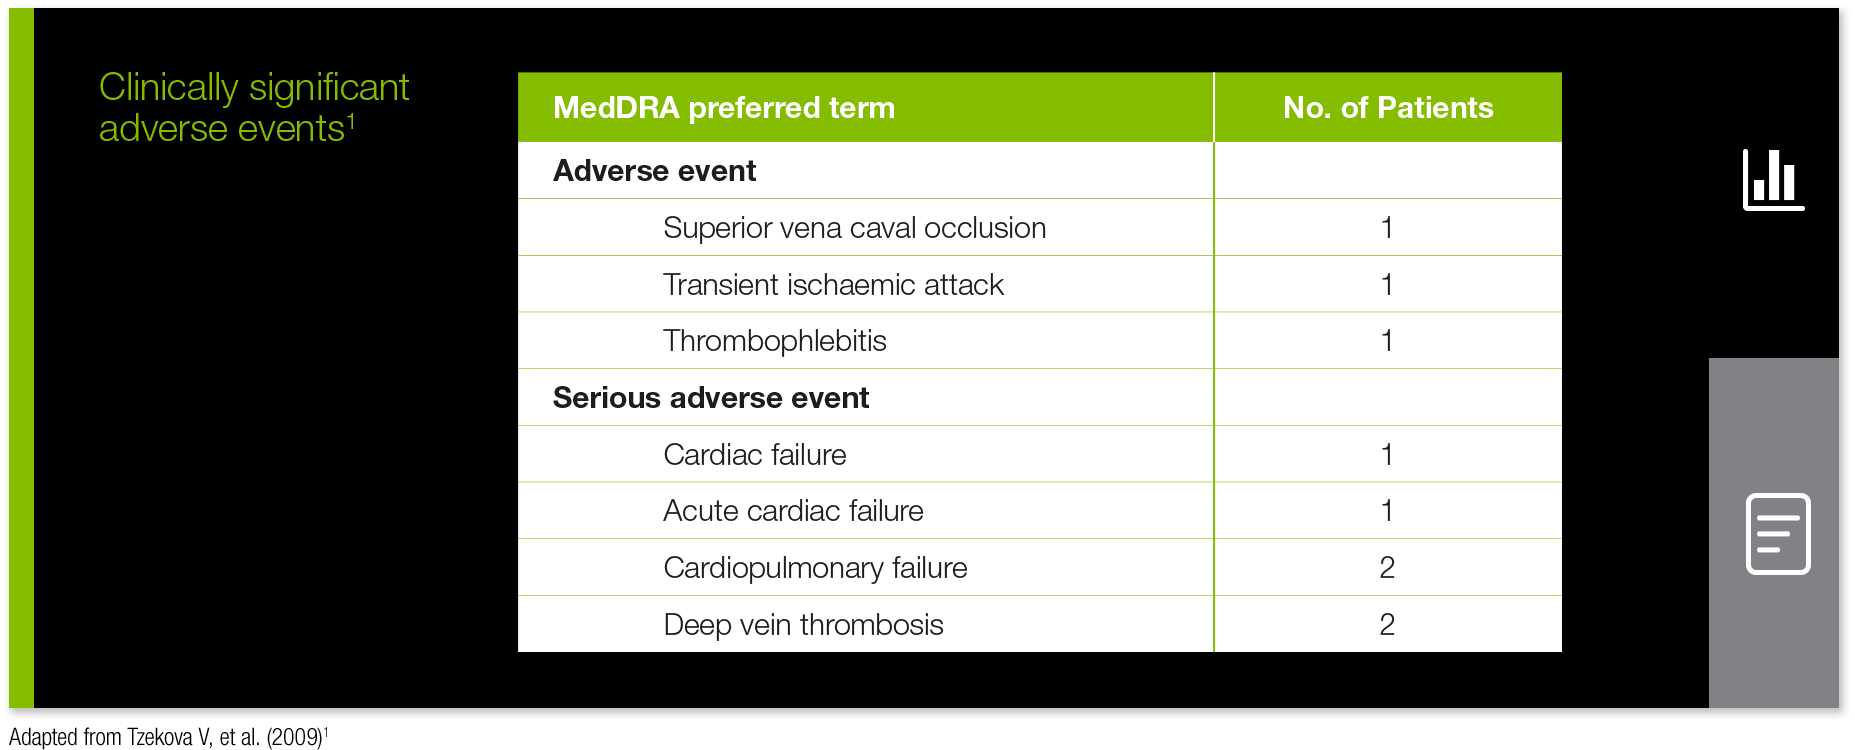 Clinically significant
adverse events¹
MedDRA preferred term No. of Patients
Adverse event
Superior vena caval occlusion 1
Transient ischaemic attack 1
Thrombophlebitis 1
Serious adverse event
Cardiac failure 1
Acute cardiac failure 1
Cardiopulmonary failure 2
Deep vein thrombosis 2
Adapted from Tzekova V, et al. (2009)¹